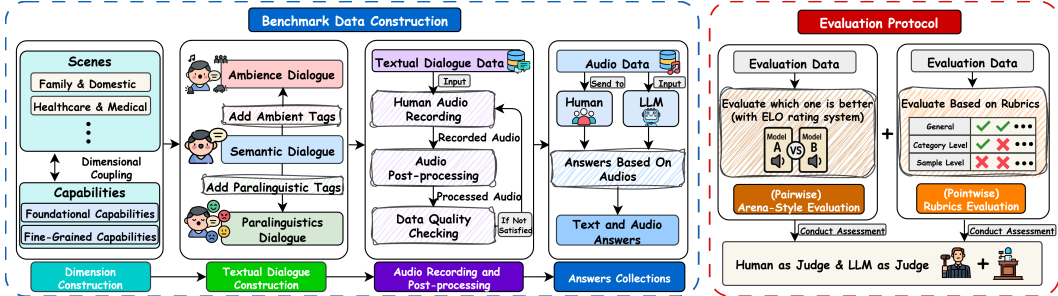 Benchmark Data Construction
Scenes
Family & Domestic
Healthcare & Medical
Dimensional
Coupling
Capabilities
Foundational Capabilities
Fine-Grained Capabilities
Dimension
Construction
Ambience Dialogue
Add Ambient Tags
Semantic Dialogue
Add Paralinguistic Tags
Paralinguistics
Dialogue
Textual Dialogue
Construction
Textual Dialogue Data
Input
Human Audio
Recording
Recorded Audio
Audio
Post-processing
Processed Audio
Data Quality
Checking
If Not
Satisfied
Audio Recording and
Post-processing
Audio Data
Send to
Input
Human
LLM
Answers Based On
Audios
Text and Audio
Answers
Answers Collections
Evaluation Protocol
Evaluation Data
Evaluate which one is better
(with ELO rating system)
Model
A
VS
Model
B
(Pairwise)
Arena-Style Evaluation
Conduct Assessment
+
Evaluation Data
Evaluate Based on Rubrics
General
Category Level
Sample Level
(Pointwise)
Rubrics Evaluation
Conduct Assessment
Human as Judge & LLM as Judge
+